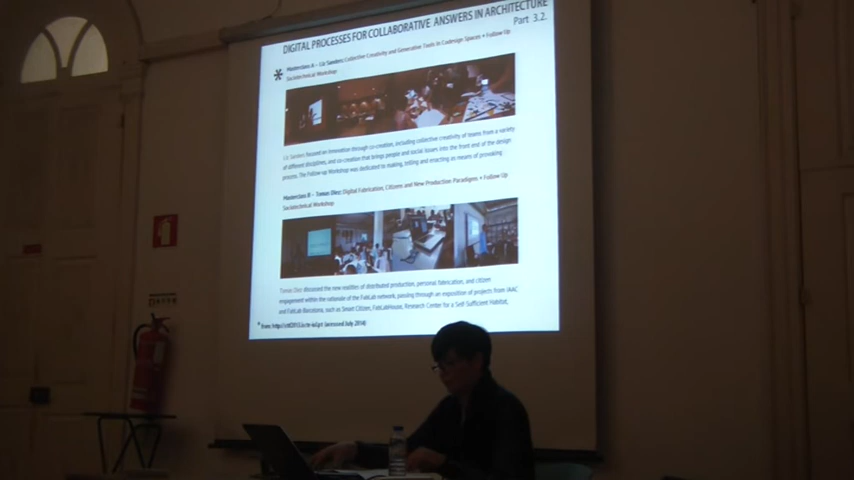 DIGITAL PROCESSES FOR COLLABORATIVE ANSWERS IN ARCHITECTURE
Part 3.2.
* Masterclass A – Liz Sanders: Collective Creativity and Generative Tools in Codesign Spaces + Follow Up
Sociotechnical Workshop
Liz Sanders focused on innovation through co-creation, including collective creativity of teams from a variety
of different disciplines, and co-creation that brings people and social issues into the front end of the design
process. The Follow-up Workshop was dedicated to making, telling and enacting as means of provoking
Masterclass B – Tomas Diez: Digital Fabrication, Citizens and New Production Paradigms + Follow Up
Sociotechnical Workshop
Tomas Diez discussed the new realities of distributed production, personal fabrication, and citizen
engagement within the rationale of the FabLab network, passing through an exposition of projects from IAAC
and FabLab Barcelona, such as Smart Citizen, FabLabHouse, Research Center for a Self-Sufficient Habitat.
(accessed July 2014)